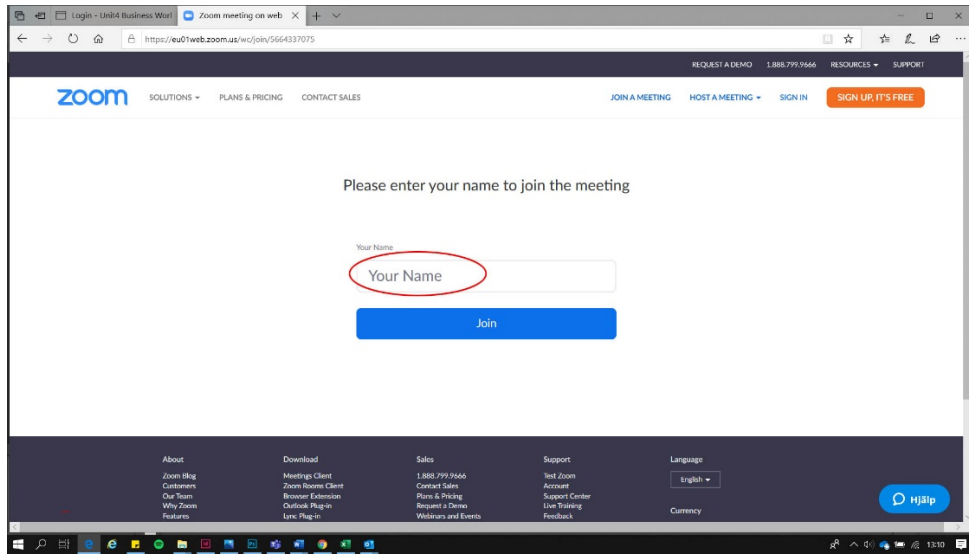 Login - Unit4 Business Worl
Zoom meeting on web
https://eu01web.zoom.us/wc/join/5664337075
REQUEST A DEMO 1.888.799.9666 RESOURCES SUPPORT
zoom SOLUTIONS PLANS & PRICING CONTACT SALES JOIN A MEETING HOST A MEETING SIGN IN SIGN UP, IT'S FREE
Please enter your name to join the meeting
Your Name
Your Name
Join
About Download Sales Support Language
Zoom Blog Meetings Client 1.888.799.9666 Test Zoom English
Customers Zoom Rooms Client Contact Sales Account
Our Team Browser Extension Plans & Pricing Support Center
Why Zoom Outlook Plug-in Request a Demo Live Training Currency
Features Lync Plug-in Webinars and Events Feedback
Hjälp
13:10